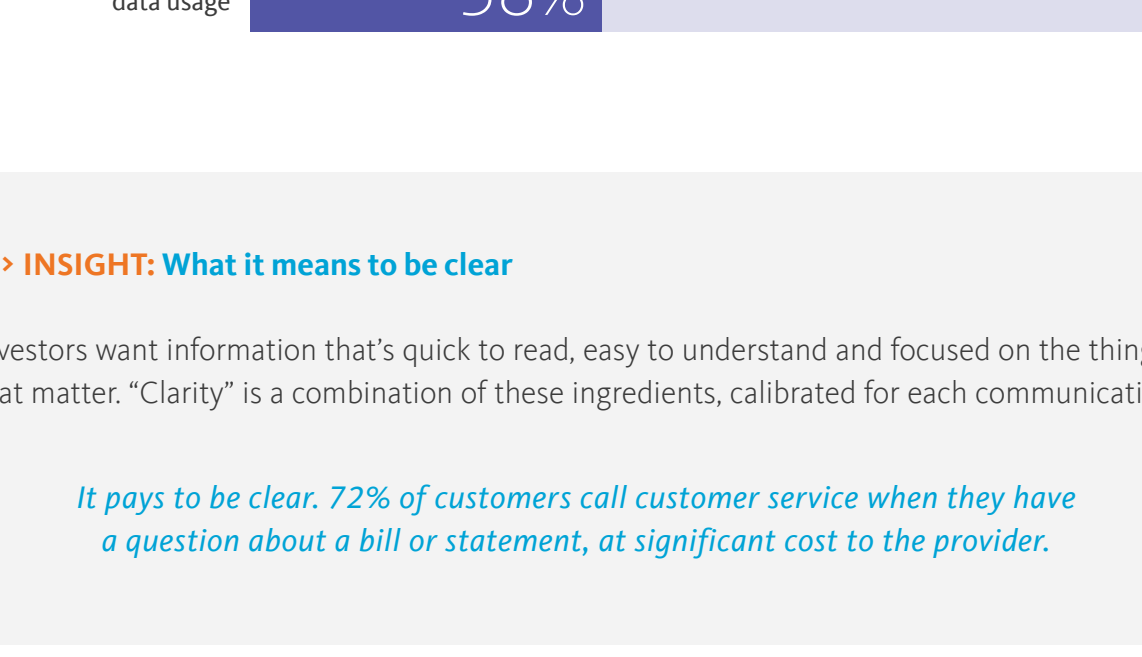 data usage
> INSIGHT: What it means to be clear
vestors want information that’s quick to read, easy to understand and focused on the thing
at matter. “Clarity” is a combination of these ingredients, calibrated for each communicati
It pays to be clear. 72% of customers call customer service when they have
a question about a bill or statement, at significant cost to the provider.